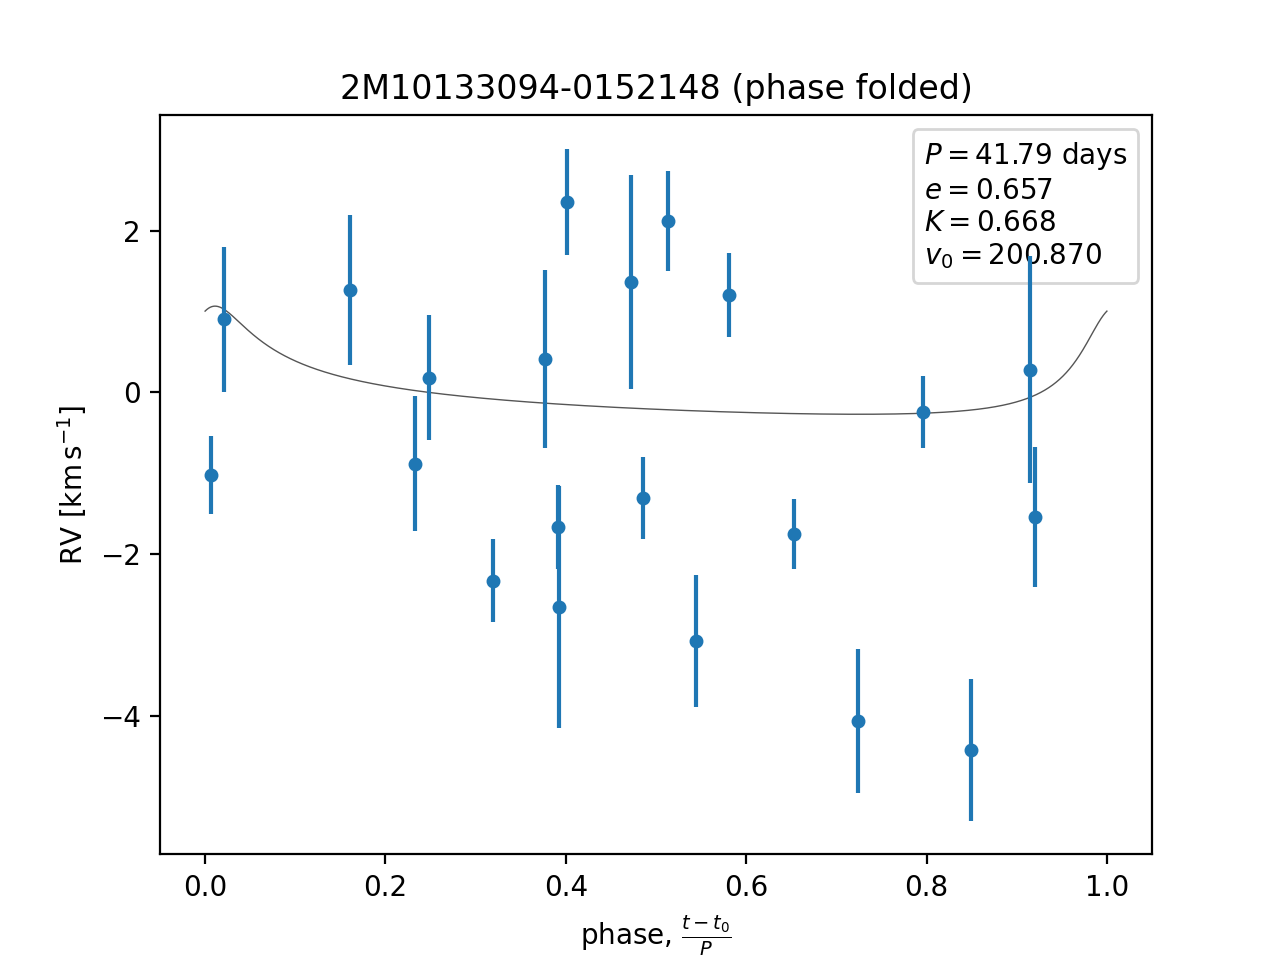 2M10133094-0152148 (phase folded)
P = 41.79 days
e = 0.657
K = 0.668
v₀ = 200.870
RV [km s⁻¹]
2
0
−2
−4
0.0 0.2 0.4 0.6 0.8 1.0
phase, (t − t₀)/P